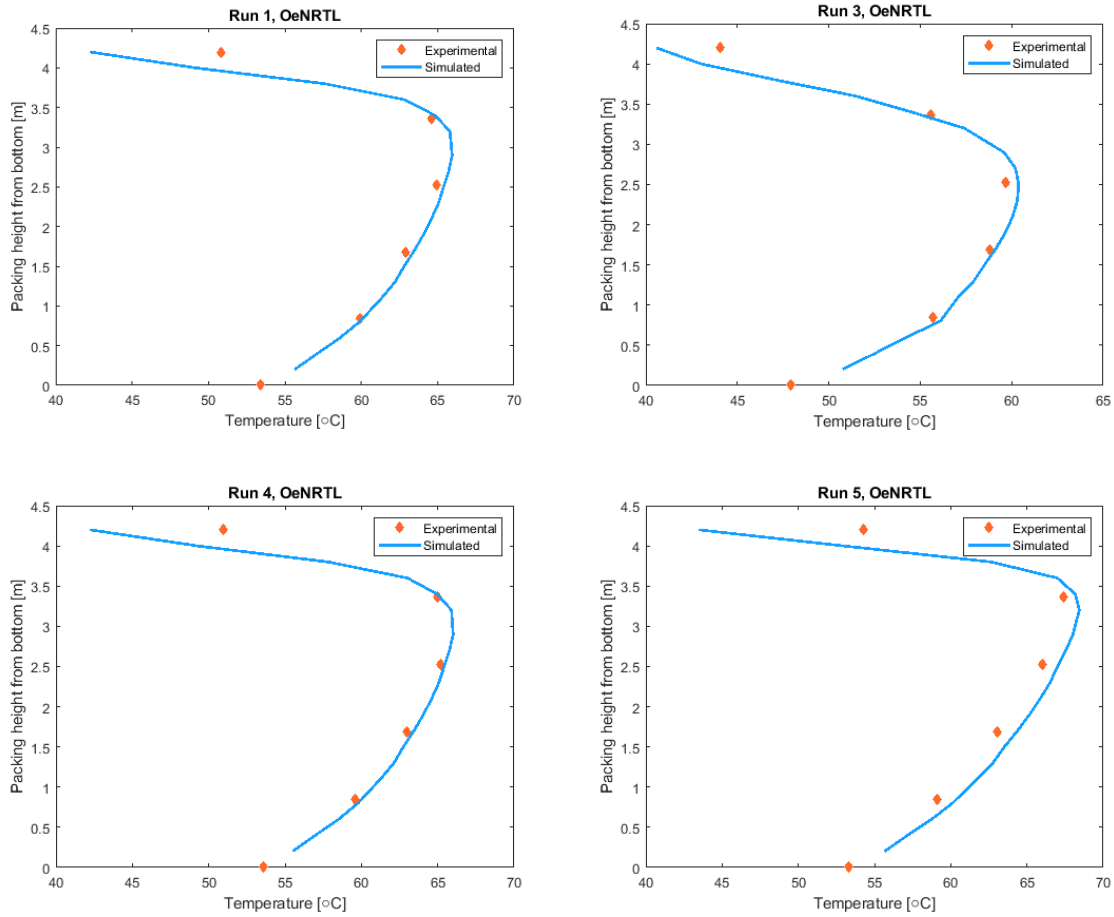 Run 1, OeNRTL
4.5
4
3.5
3
2.5
2
1.5
1
0.5
0
Packing height from bottom [m]
Experimental
Simulated
40 45 50 55 60 65 70
Temperature [○C]
Run 3, OeNRTL
4.5
4
3.5
3
2.5
2
1.5
1
0.5
0
Packing height from bottom [m]
Experimental
Simulated
40 45 50 55 60 65
Temperature [○C]
Run 4, OeNRTL
4.5
4
3.5
3
2.5
2
1.5
1
0.5
0
Packing height from bottom [m]
Experimental
Simulated
40 45 50 55 60 65 70
Temperature [○C]
Run 5, OeNRTL
4.5
4
3.5
3
2.5
2
1.5
1
0.5
0
Packing height from bottom [m]
Experimental
Simulated
40 45 50 55 60 65 70
Temperature [○C]